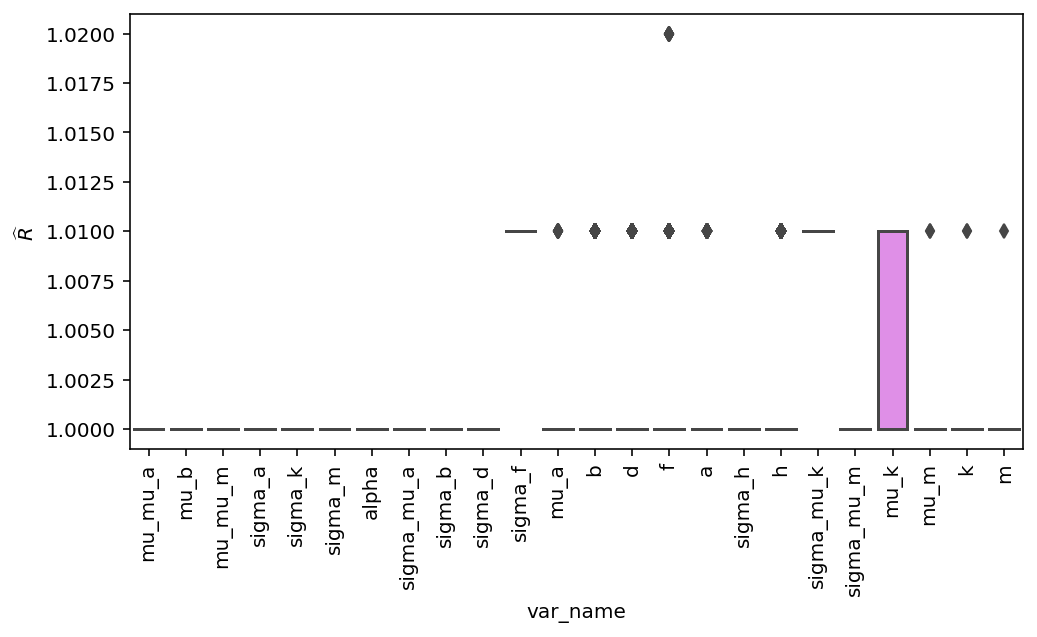 1.0200
1.0175
1.0150
1.0125
1.0100
1.0075
1.0050
1.0025
1.0000
R̂
mu_mu_a
mu_b
mu_mu_m
sigma_a
sigma_k
sigma_m
alpha
sigma_mu_a
sigma_b
sigma_d
sigma_f
mu_a
b
d
f
a
sigma_h
h
sigma_mu_k
sigma_mu_m
mu_k
mu_m
k
m
var_name